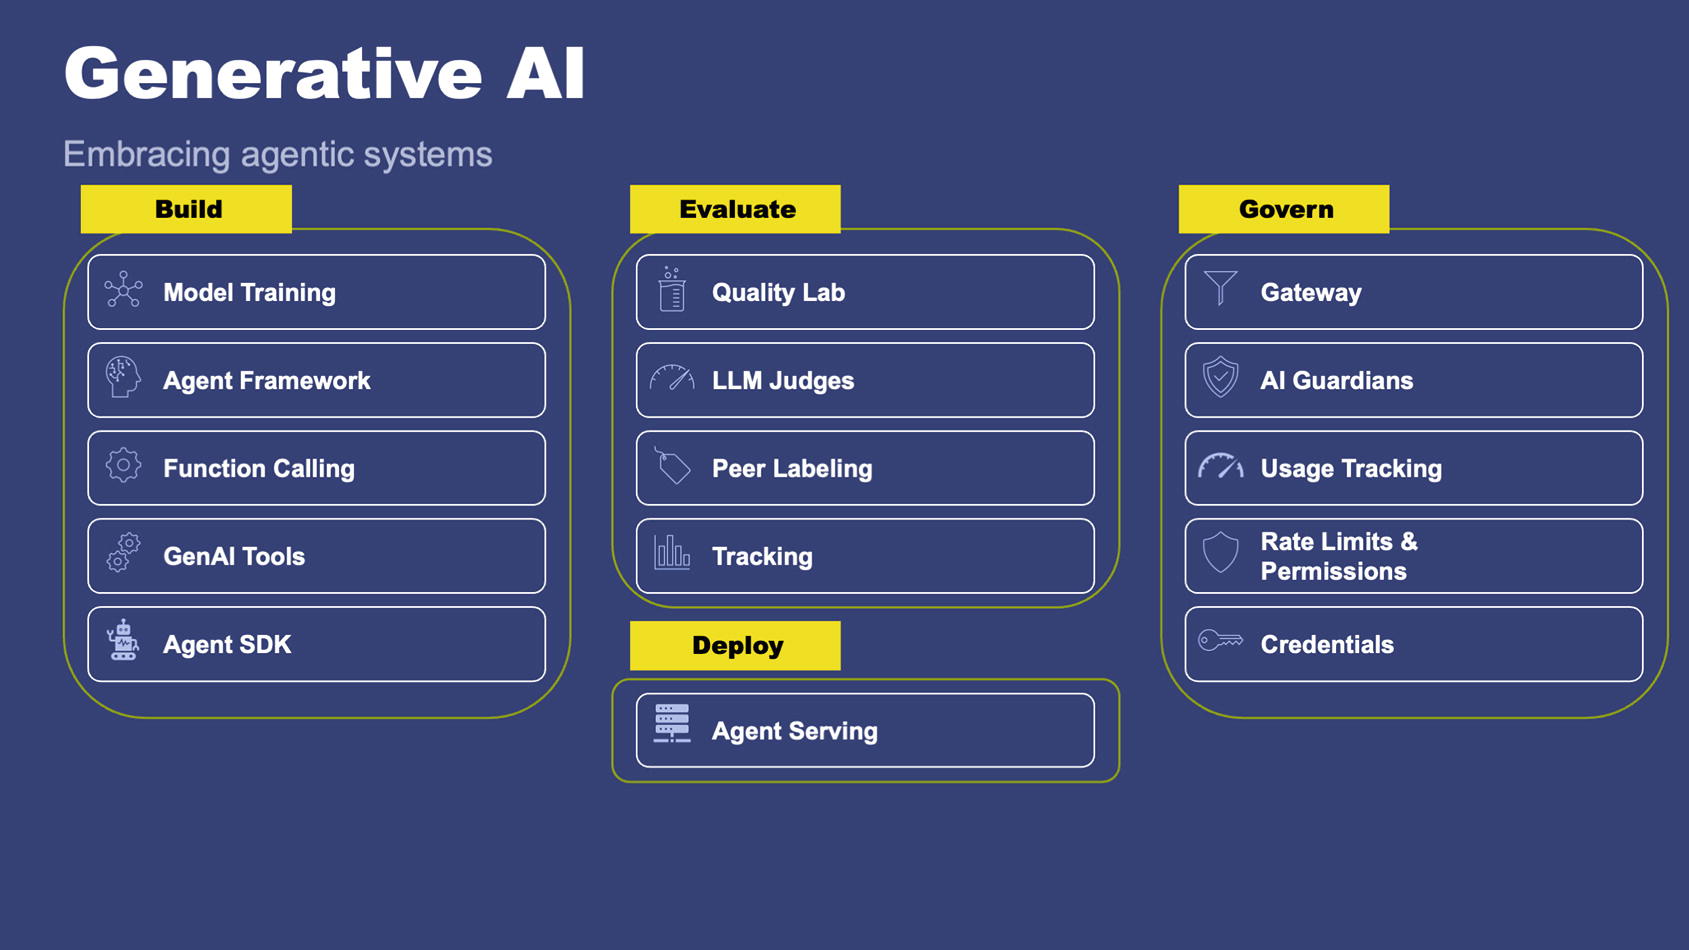 Generative AI
Embracing agentic systems
Build
Model Training
Agent Framework
Function Calling
GenAI Tools
Agent SDK
Evaluate
Quality Lab
LLM Judges
Peer Labeling
Tracking
Deploy
Agent Serving
Govern
Gateway
AI Guardians
Usage Tracking
Rate Limits &
Permissions
Credentials